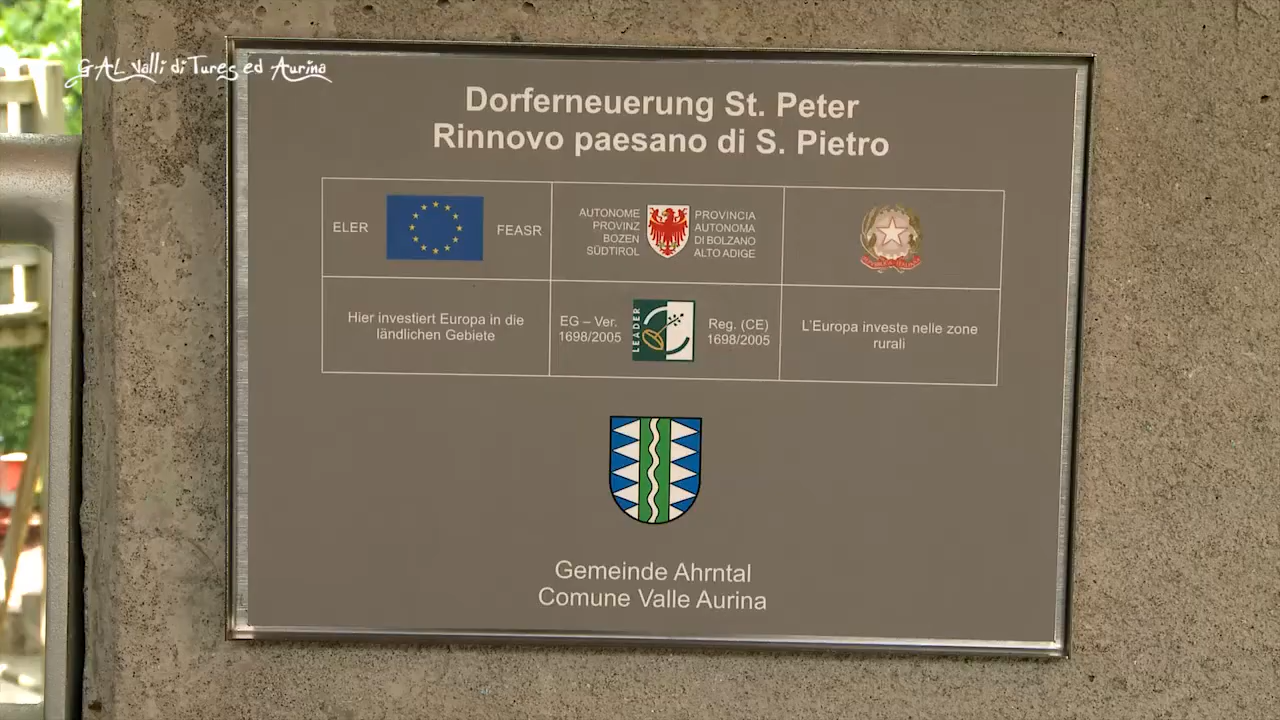 GAL Valli di Tures ed Aurina
Dorferneuerung St. Peter
Rinnovo paesano di S. Pietro
ELER
FEASR
AUTONOME
PROVINZ
BOZEN
SÜDTIROL
PROVINCIA
AUTONOMA
DI BOLZANO
ALTO ADIGE
Hier investiert Europa in die
ländlichen Gebiete
EG – Ver.
1698/2005
LEADER
Reg. (CE)
1698/2005
L'Europa investe nelle zone
rurali
Gemeinde Ahrntal
Comune Valle Aurina